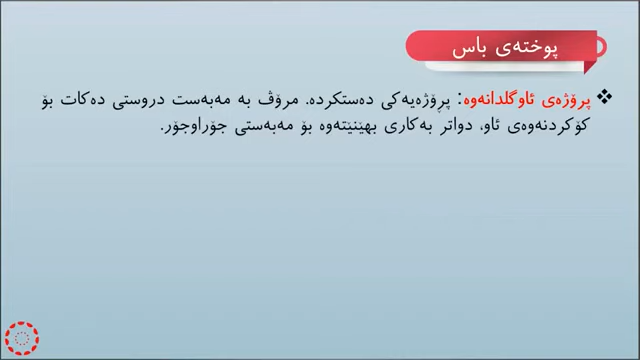 پوختەی باس
❖ پرۆژەی ئاوگلدانەوە: پڕۆژەیەکی دەستکردە. مرۆڤ بە مەبەست دروستی دەکات بۆ
کۆکردنەوەی ئاو، دواتر بەکاری بهێنێتەوە بۆ مەبەستی جۆراوجۆر.